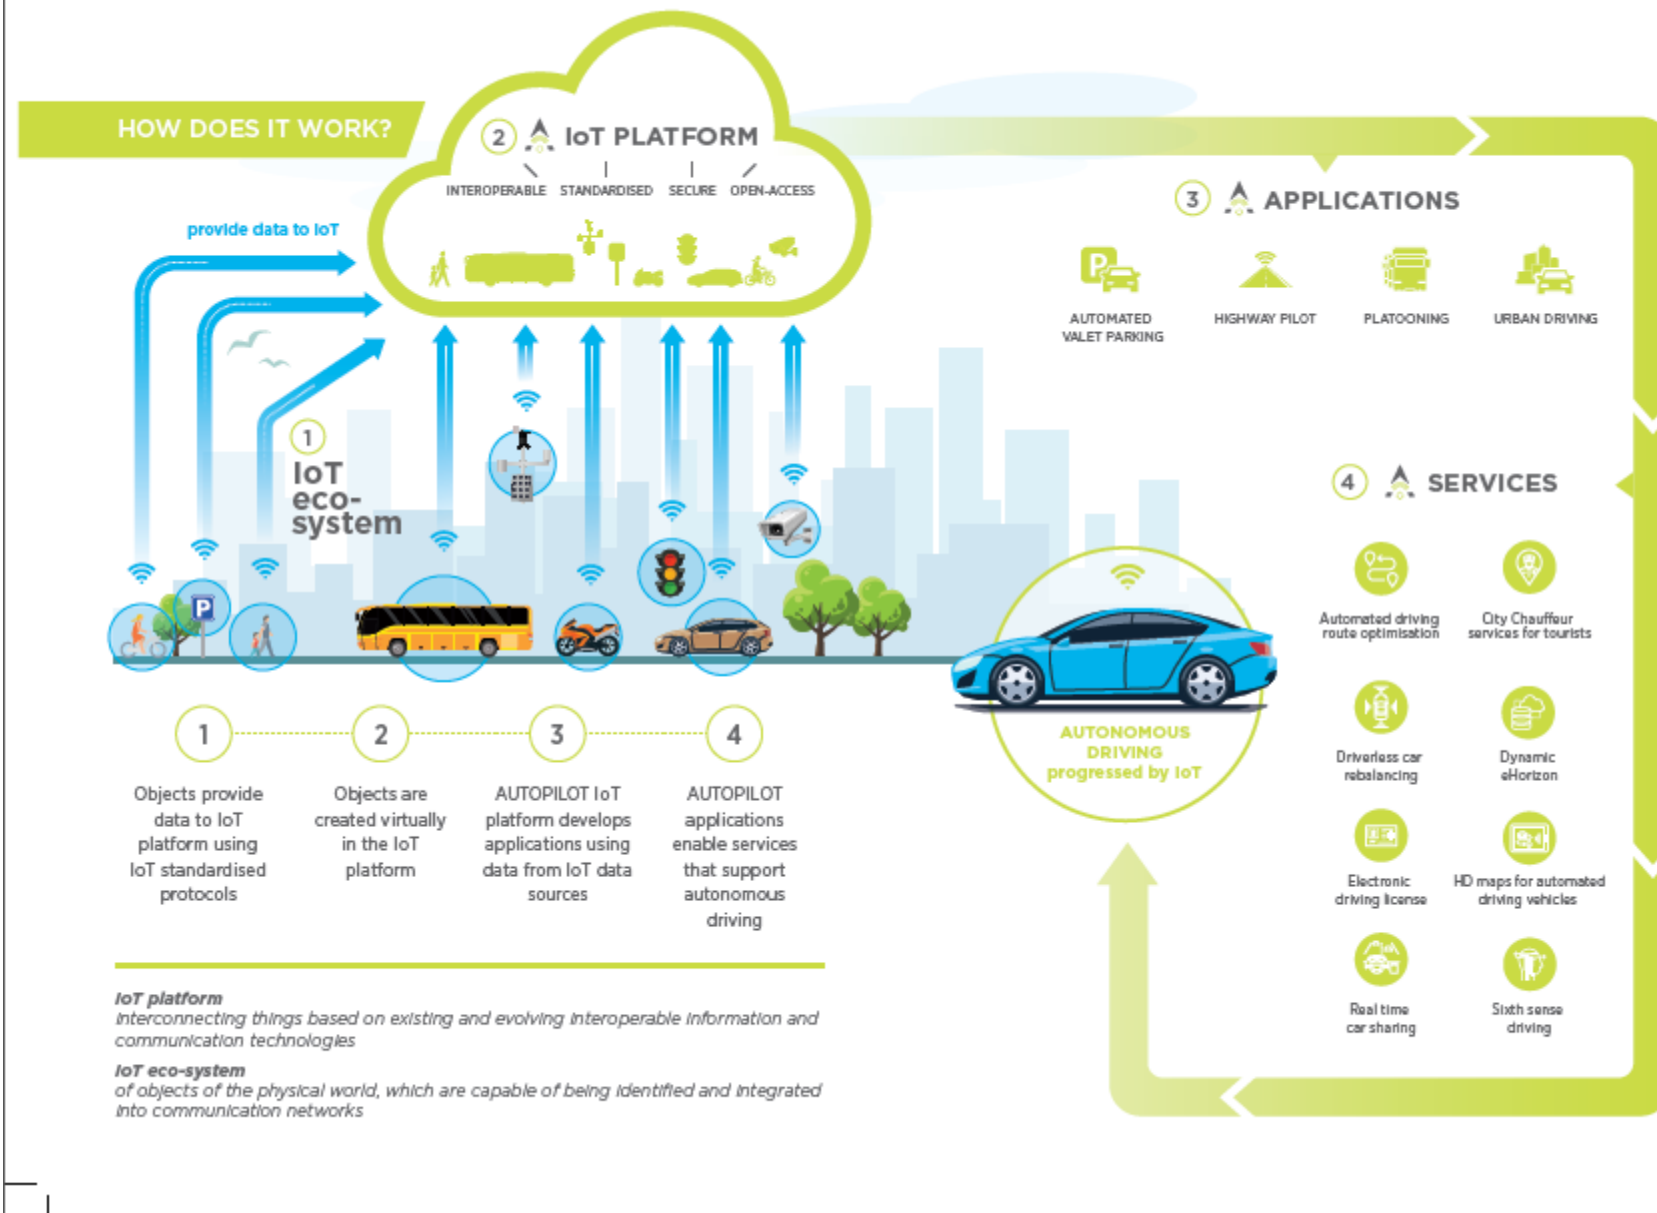 HOW DOES IT WORK?
2 IoT PLATFORM
INTEROPERABLE STANDARDISED SECURE OPEN-ACCESS
provide data to IoT
1
IoT
eco-
system
P
3 APPLICATIONS
P
AUTOMATED
VALET PARKING
HIGHWAY PILOT
PLATOONING
URBAN DRIVING
4 SERVICES
Automated driving
route optimisation
City Chauffeur
services for tourists
Driverless car
rebalancing
Dynamic
eHorizon
Electronic
driving license
HD maps for automated
driving vehicles
Real time
car sharing
Sixth sense
driving
AUTONOMOUS
DRIVING
progressed by IoT
1
Objects provide
data to IoT
platform using
IoT standardised
protocols
2
Objects are
created virtually
in the IoT
platform
3
AUTOPILOT IoT
platform develops
applications using
data from IoT data
sources
4
AUTOPILOT
applications
enable services
that support
autonomous
driving
IoT platform
Interconnecting things based on existing and evolving Interoperable Information and
communication technologies
IoT eco-system
of objects of the physical world, which are capable of being identified and Integrated
Into communication networks